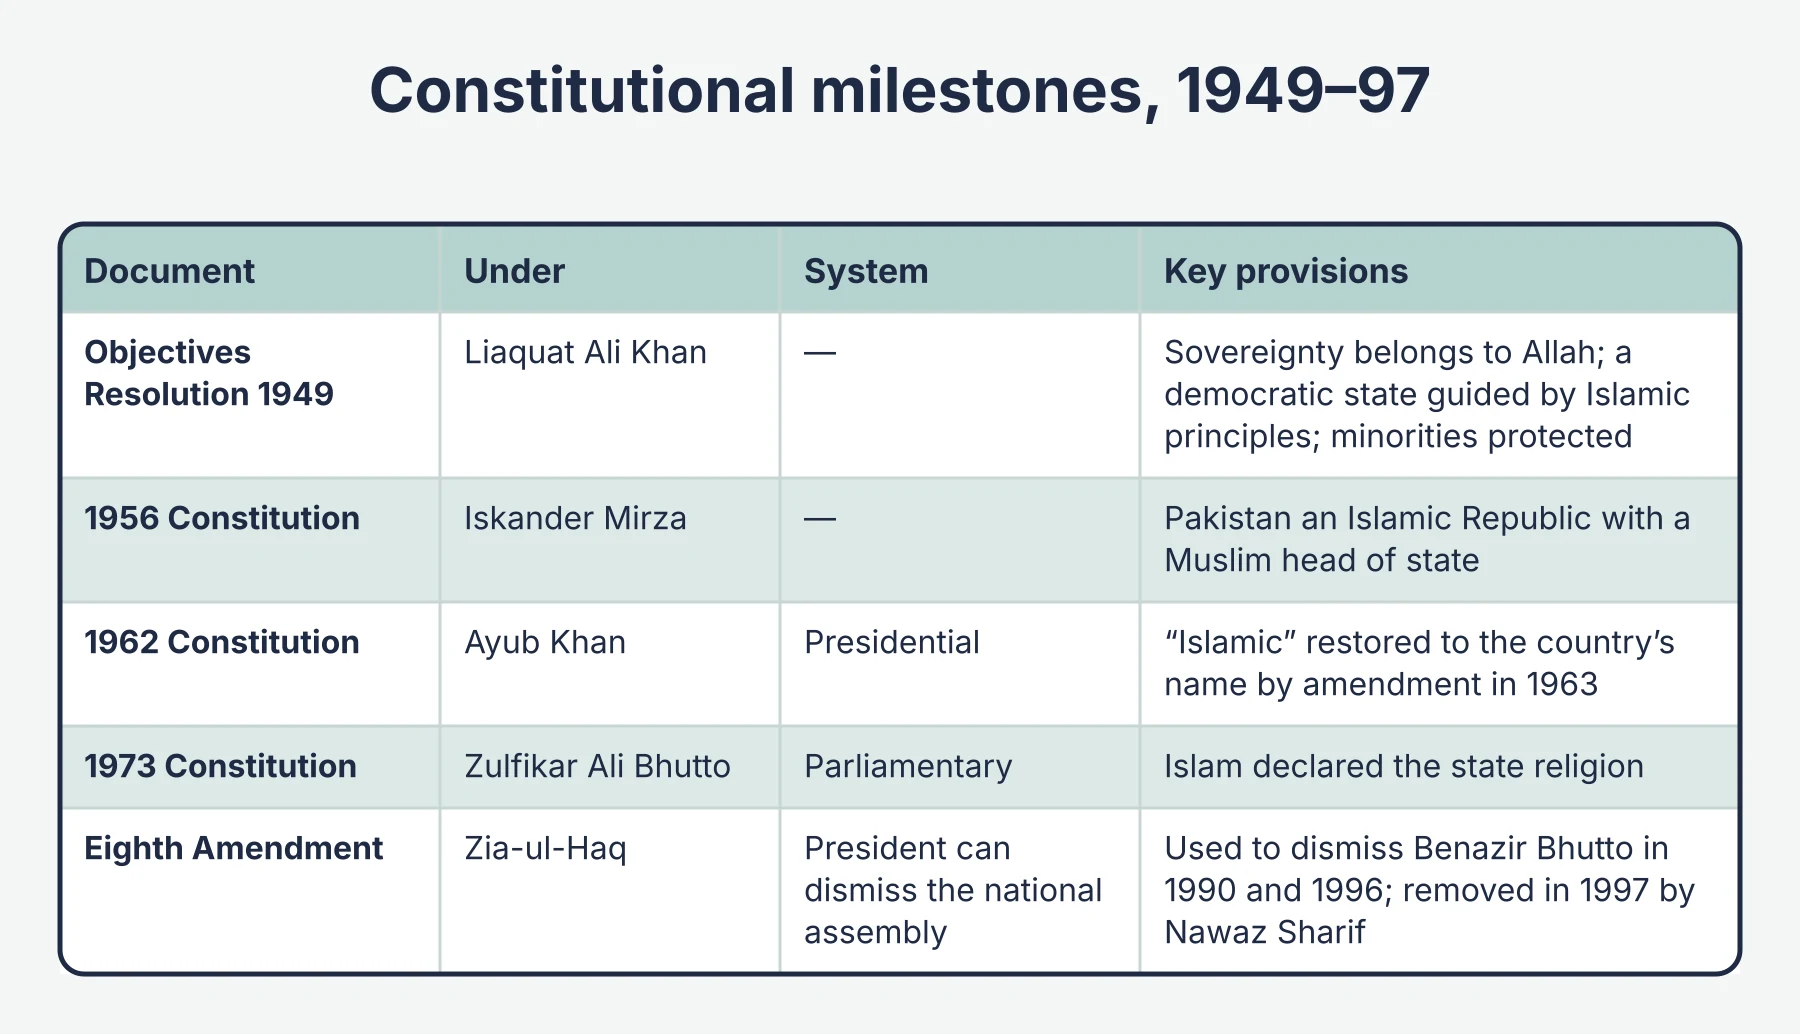 Constitutional milestones, 1949–97
Document
Under
System
Key provisions
Objectives
Resolution 1949
Liaquat Ali Khan
—
Sovereignty belongs to Allah; a
democratic state guided by Islamic
principles; minorities protected
1956 Constitution
Iskander Mirza
—
Pakistan an Islamic Republic with a
Muslim head of state
1962 Constitution
Ayub Khan
Presidential
“Islamic” restored to the country’s
name by amendment in 1963
1973 Constitution
Zulfikar Ali Bhutto
Parliamentary
Islam declared the state religion
Eighth Amendment
Zia-ul-Haq
President can
dismiss the national
assembly
Used to dismiss Benazir Bhutto in
1990 and 1996; removed in 1997 by
Nawaz Sharif